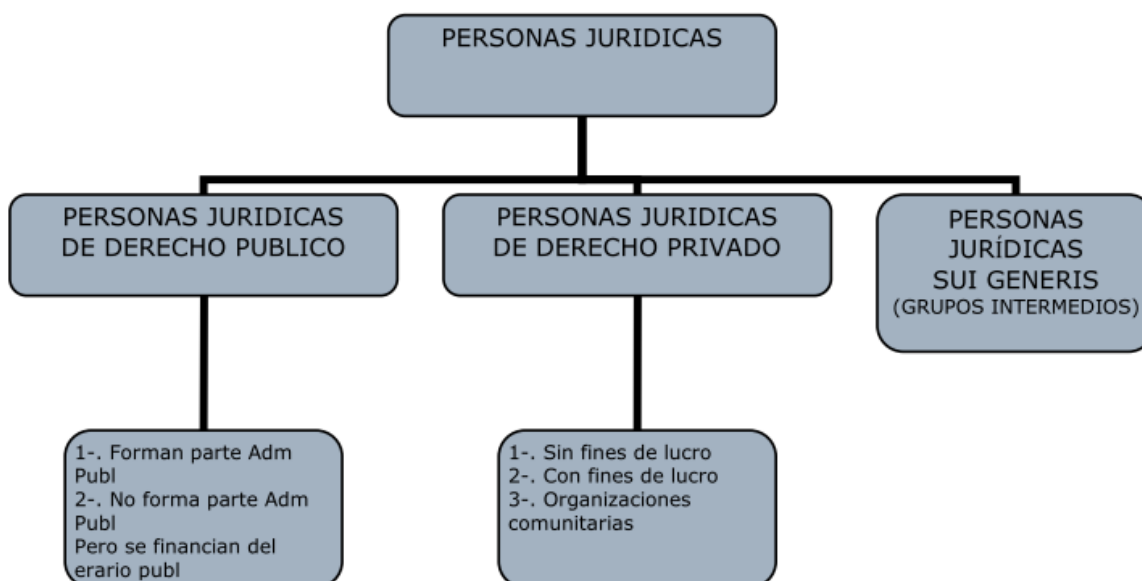 PERSONAS JURIDICAS
PERSONAS JURIDICAS
DE DERECHO PUBLICO
PERSONAS JURIDICAS
DE DERECHO PRIVADO
PERSONAS
JURÍDICAS
SUI GENERIS
(GRUPOS INTERMEDIOS)
1-. Forman parte Adm
Publ
2-. No forma parte Adm
Publ
Pero se financian del
erario publ
1-. Sin fines de lucro
2-. Con fines de lucro
3-. Organizaciones
comunitarias